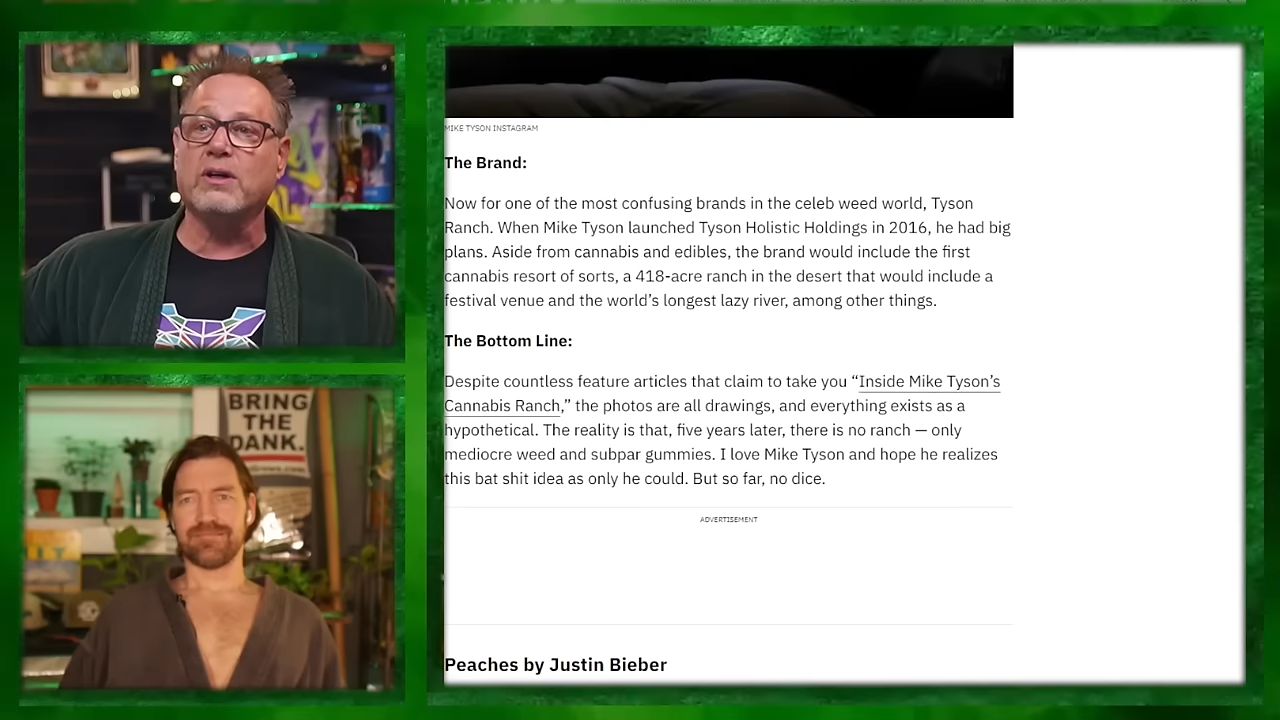 BRING
THE
DANK.
MIKE TYSON INSTAGRAM
The Brand:
Now for one of the most confusing brands in the celeb weed world, Tyson
Ranch. When Mike Tyson launched Tyson Holistic Holdings in 2016, he had big
plans. Aside from cannabis and edibles, the brand would include the first
cannabis resort of sorts, a 418-acre ranch in the desert that would include a
festival venue and the world’s longest lazy river, among other things.
The Bottom Line:
Despite countless feature articles that claim to take you “Inside Mike Tyson’s
Cannabis Ranch,” the photos are all drawings, and everything exists as a
hypothetical. The reality is that, five years later, there is no ranch — only
mediocre weed and subpar gummies. I love Mike Tyson and hope he realizes
this bat shit idea as only he could. But so far, no dice.
ADVERTISEMENT
Peaches by Justin Bieber